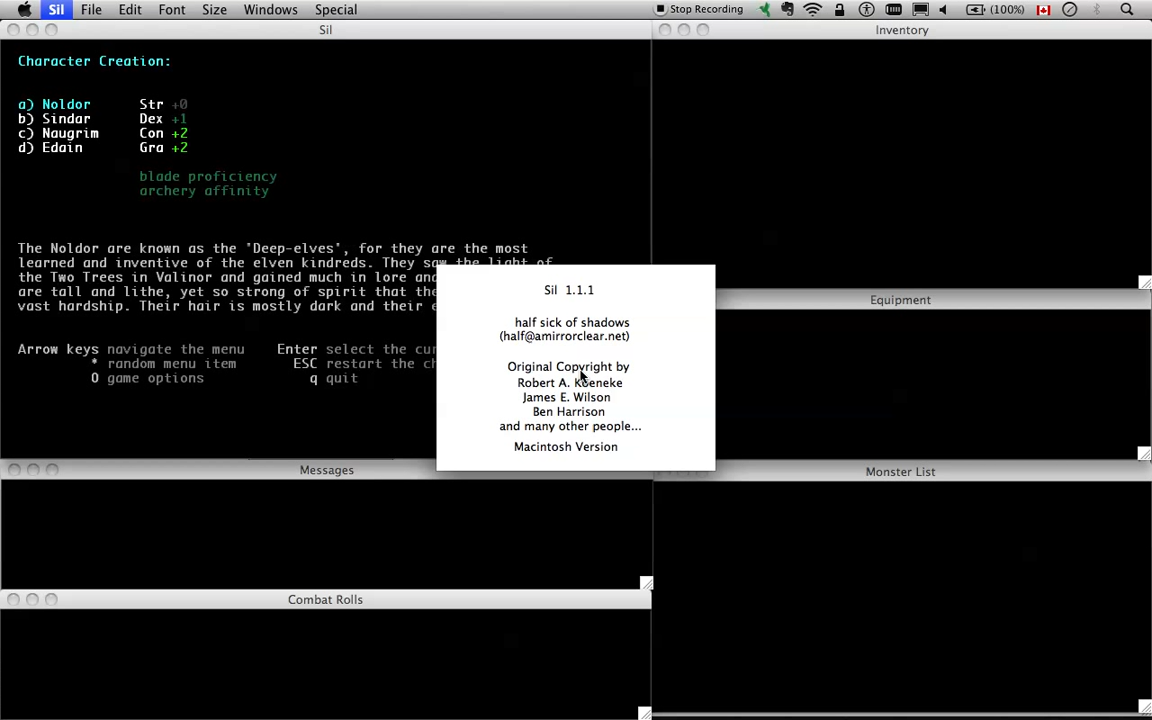 Sil File Edit Font Size Windows Special Stop Recording (100%)
Sil
Character Creation:
a) Noldor Str +0
b) Sindar Dex +1
c) Naugrim Con +2
d) Edain Gra +2
blade proficiency
archery affinity
The Noldor are known as the 'Deep-elves', for they are the most
learned and inventive of the elven kindreds. They saw the light of
the Two Trees in Valinor and gained much in lore and
are tall and lithe, yet so strong of spirit that the
vast hardship. Their hair is mostly dark and their e
Arrow keys navigate the menu Enter select the cur
* random menu item ESC restart the ch
O game options q quit
Sil 1.1.1
half sick of shadows
(half@amirrorclear.net)
Original Copyright by
Robert A. Koeneke
James E. Wilson
Ben Harrison
and many other people...
Macintosh Version
Inventory
Equipment
Messages
Monster List
Combat Rolls